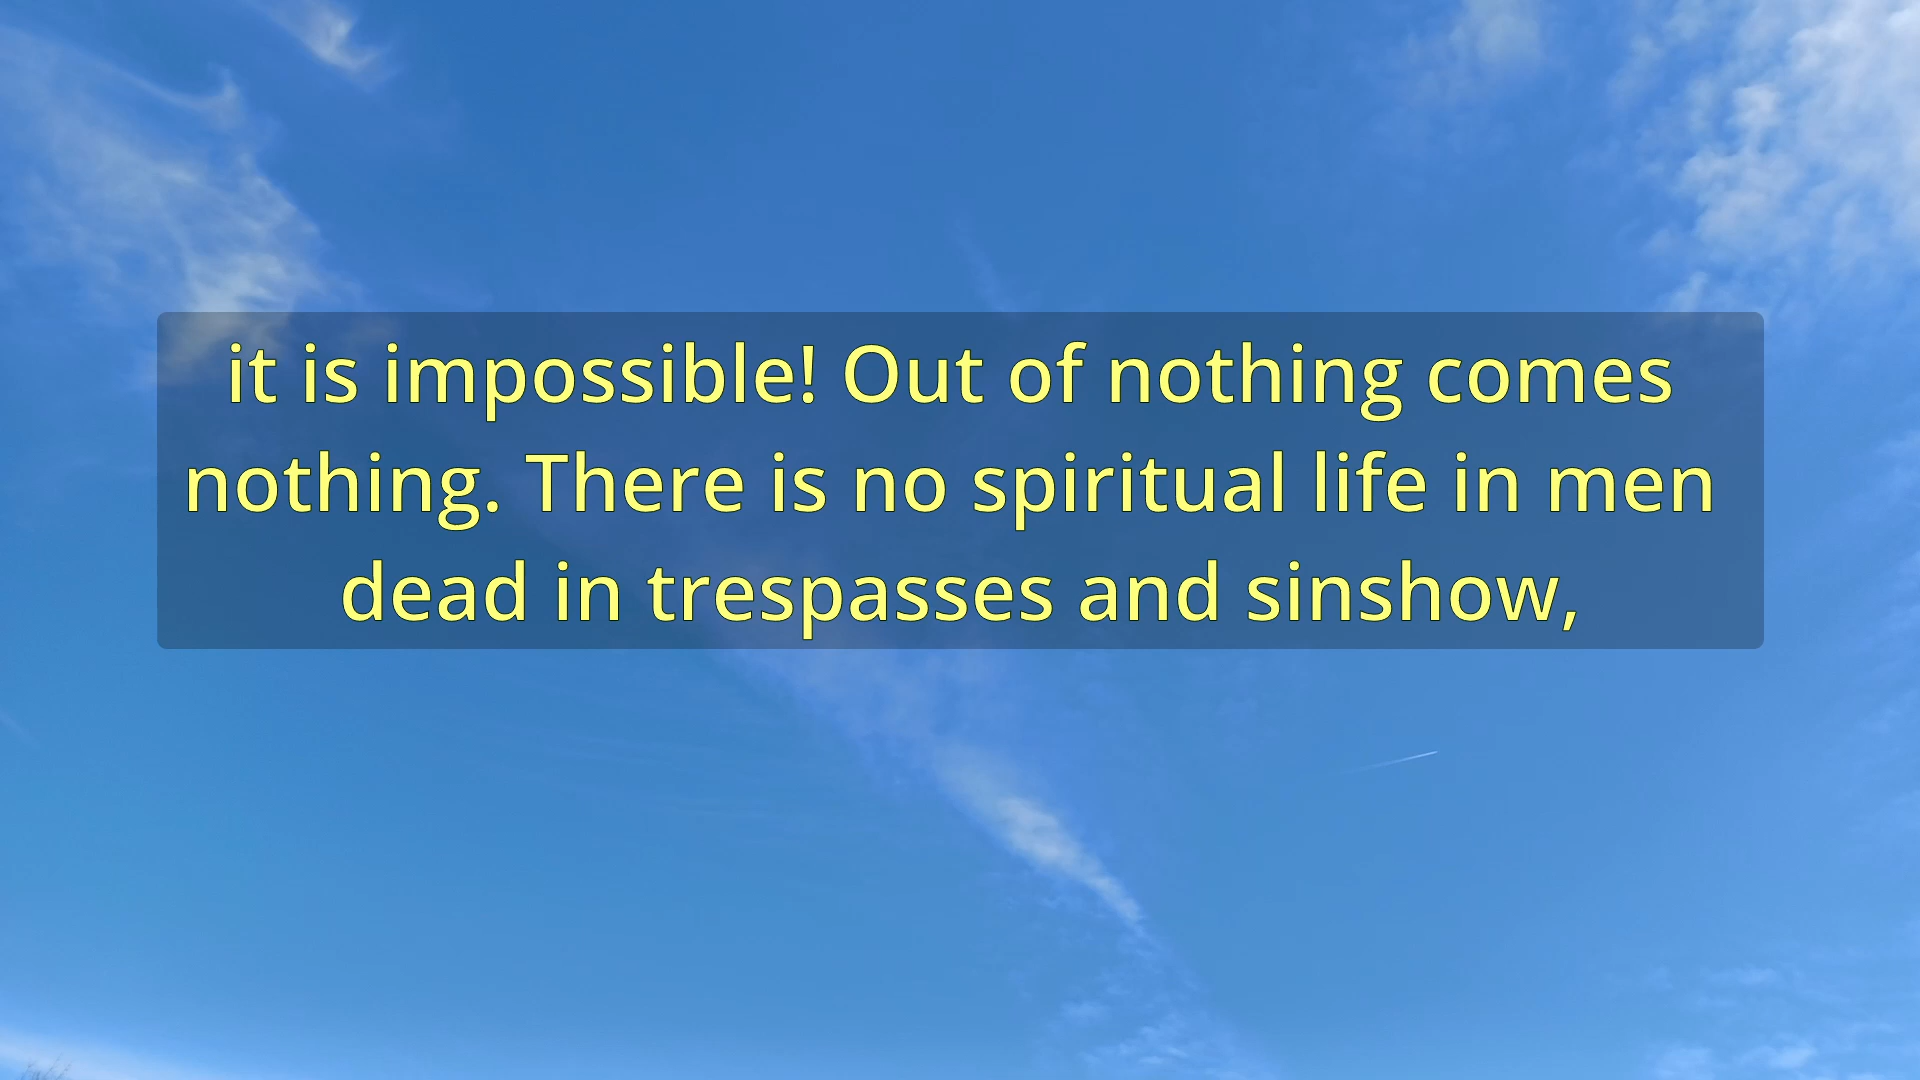 it is impossible! Out of nothing comes
nothing. There is no spiritual life in men
dead in trespasses and sinshow,